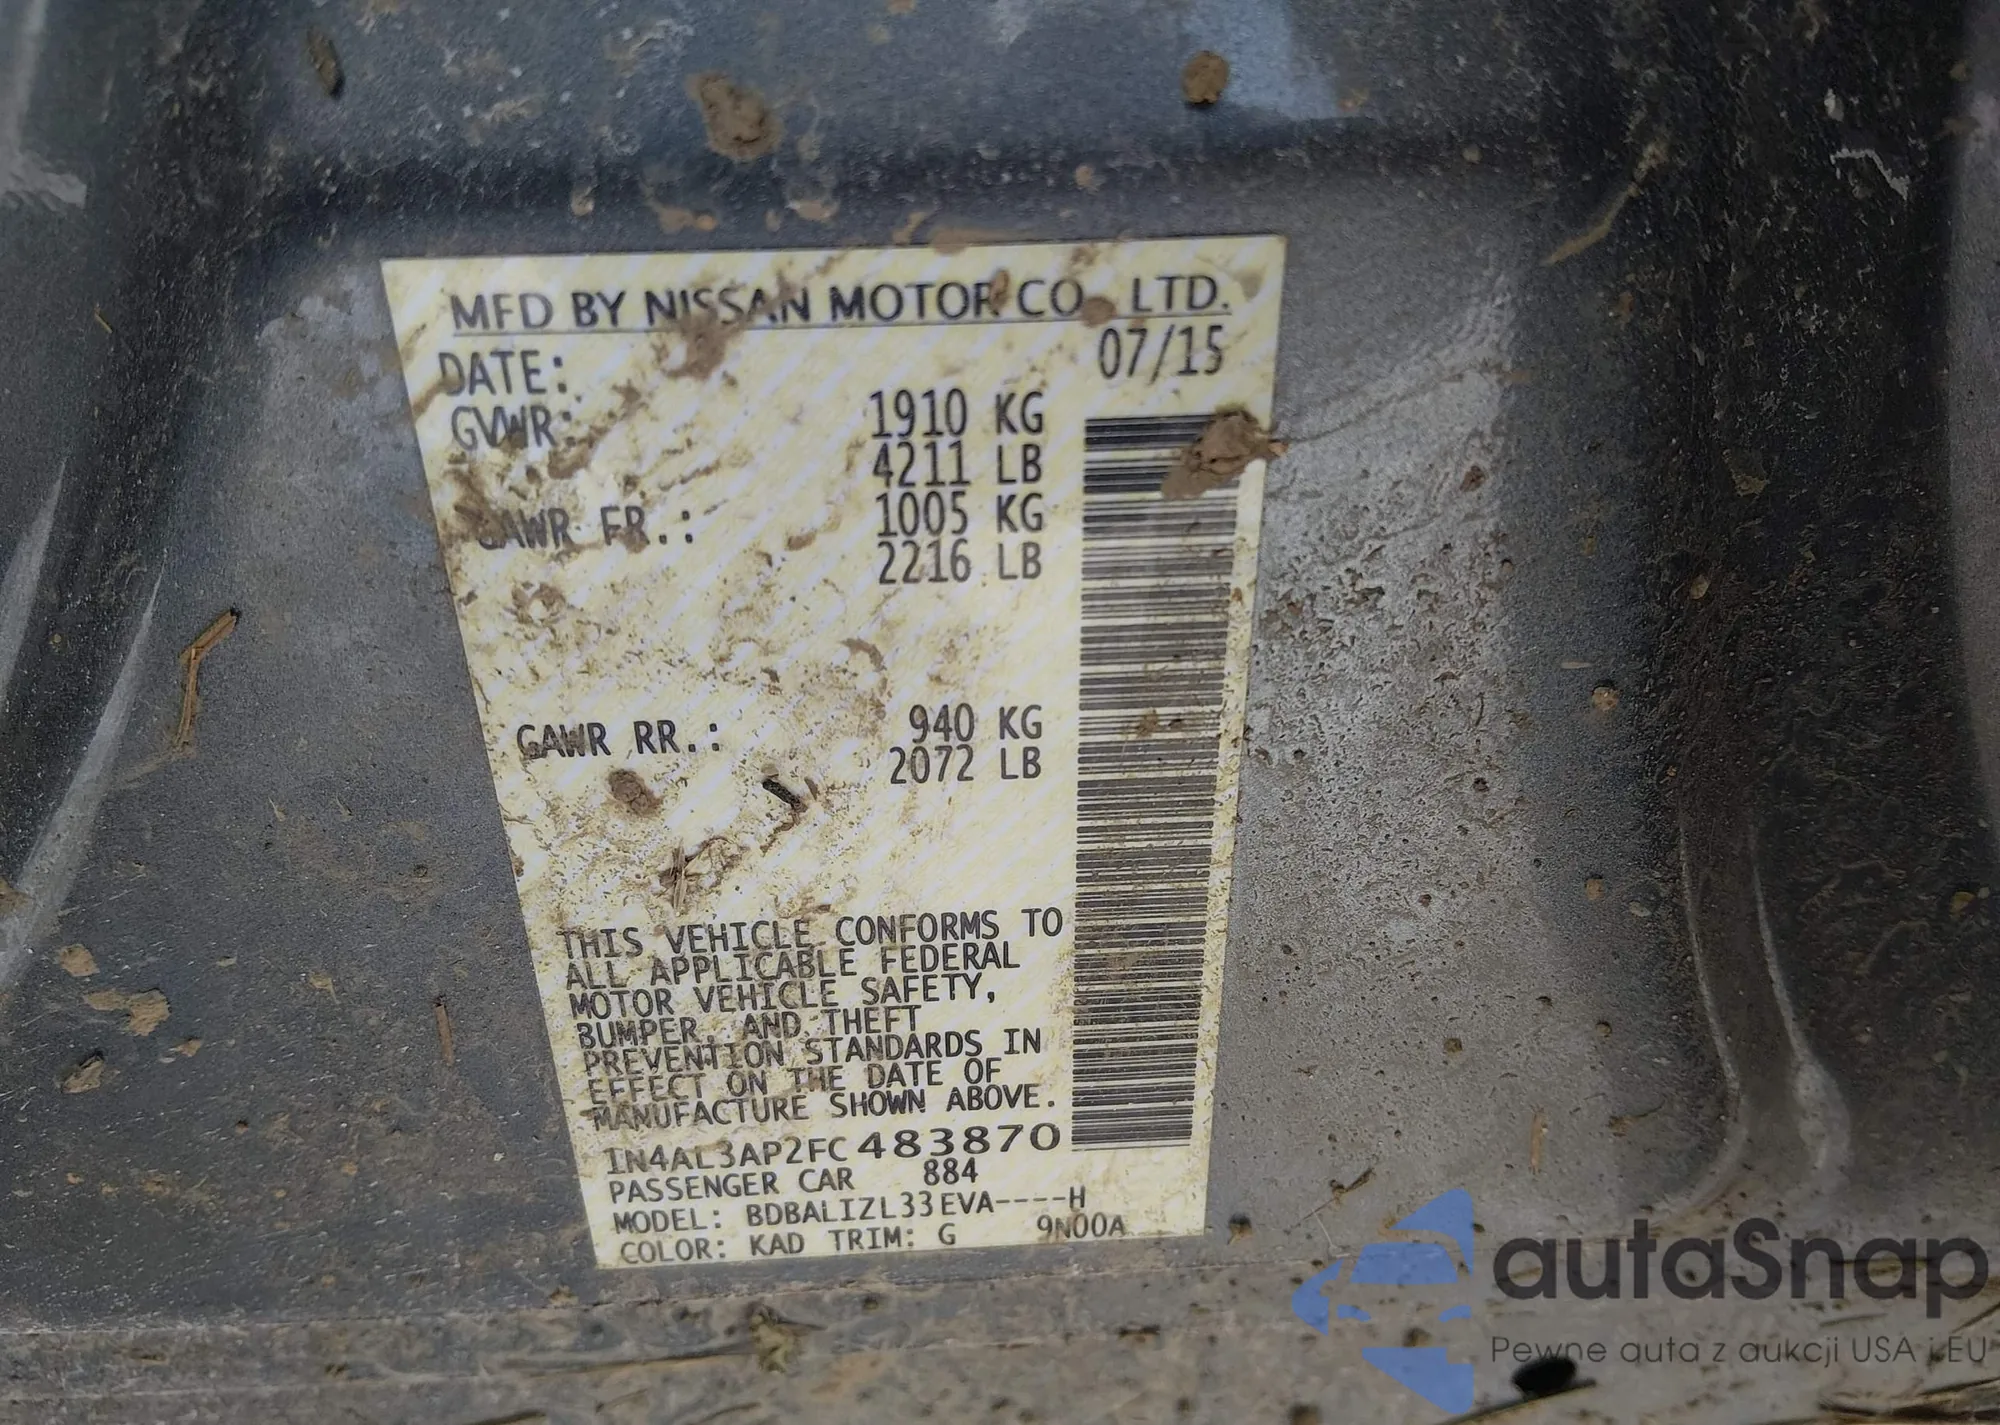 MFD BY NISSAN MOTOR CO., LTD.
DATE: 07/15
GVWR: 1910 KG
4211 LB
GAWR FR.: 1005 KG
2216 LB
GAWR RR.: 940 KG
2072 LB
THIS VEHICLE CONFORMS TO
ALL APPLICABLE FEDERAL
MOTOR VEHICLE SAFETY,
BUMPER, AND THEFT
PREVENTION STANDARDS IN
EFFECT ON THE DATE OF
MANUFACTURE SHOWN ABOVE.
1N4AL3AP2FC483870
PASSENGER CAR 884
MODEL: BDBALIZL33EVA----H
COLOR: KAD TRIM: G 9N00A
autaSnap
Pewne auta z aukcji USA i EU